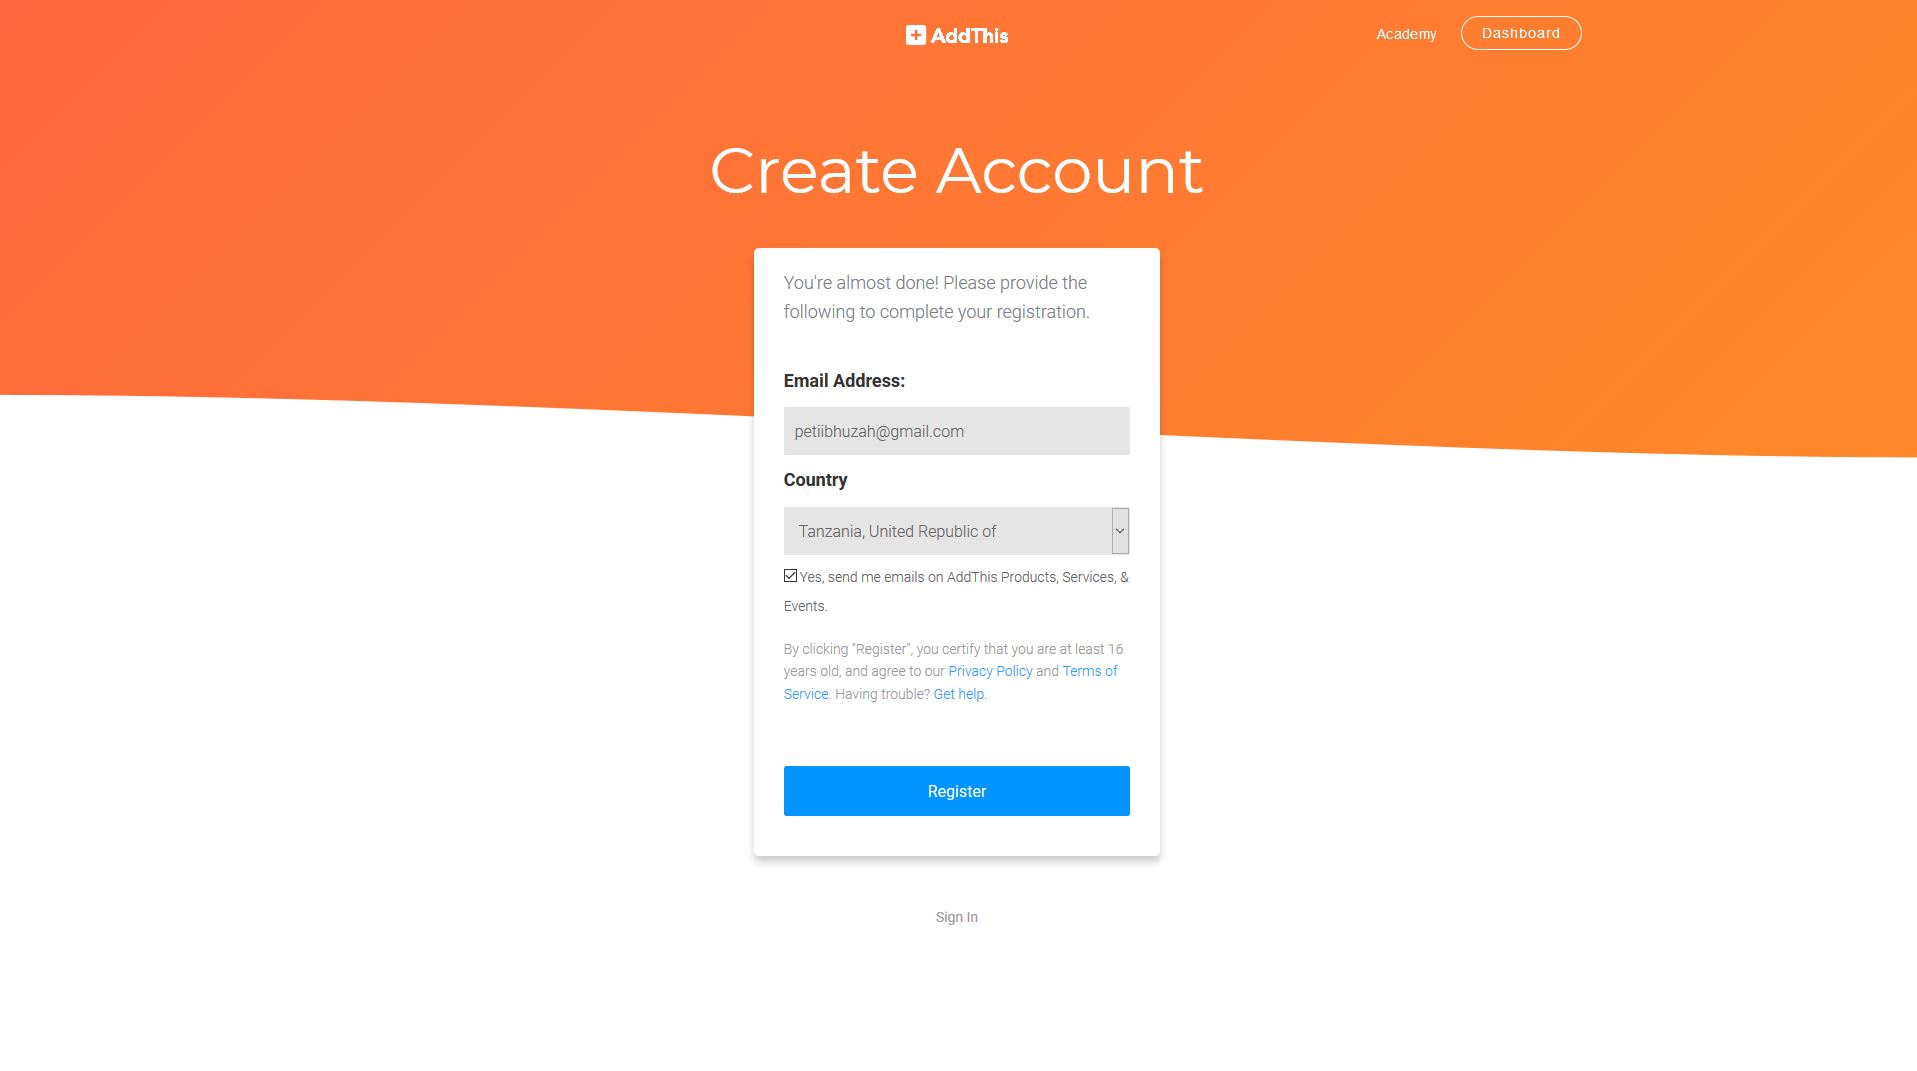 AddThis
Academy
Dashboard
Create Account
You're almost done! Please provide the
following to complete your registration.
Email Address:
petiibhuzah@gmail.com
Country
Tanzania, United Republic of
Yes, send me emails on AddThis Products, Services, &
Events.
By clicking "Register", you certify that you are at least 16
years old, and agree to our Privacy Policy and Terms of
Service. Having trouble? Get help.
Register
Sign In